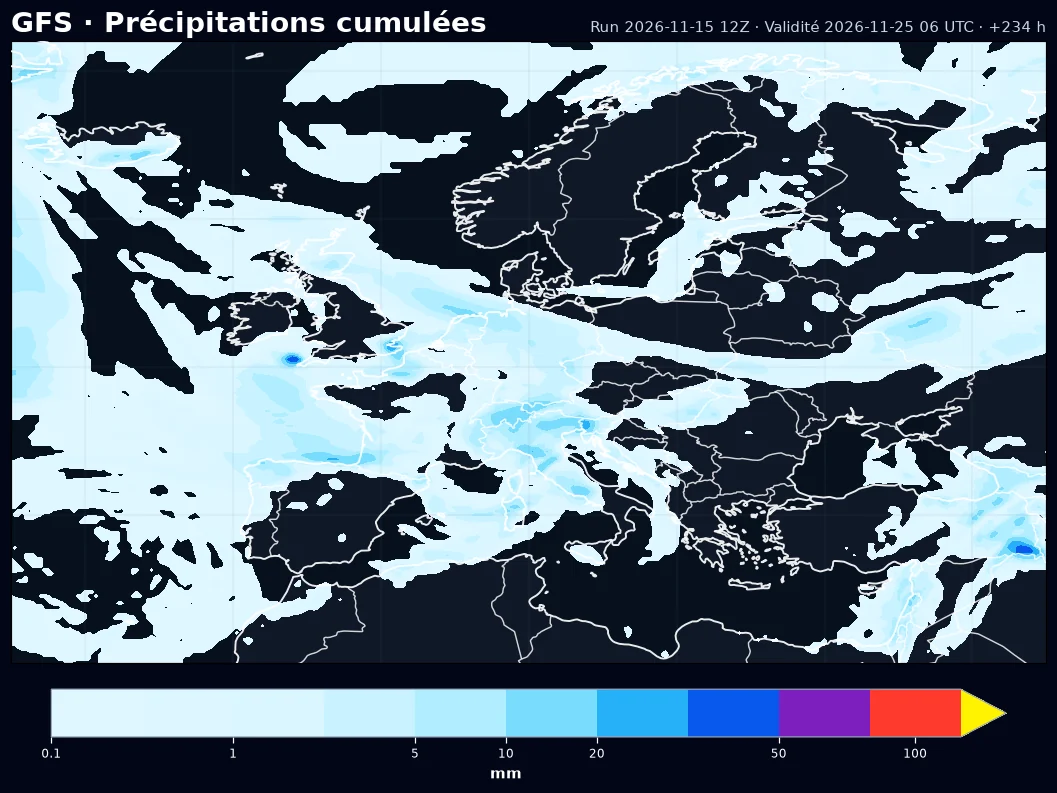 GFS · Précipitations cumulées
Run 2026-11-15 12Z · Validité 2026-11-25 06 UTC · +234 h
0.1 1 5 10 20 50 100
mm